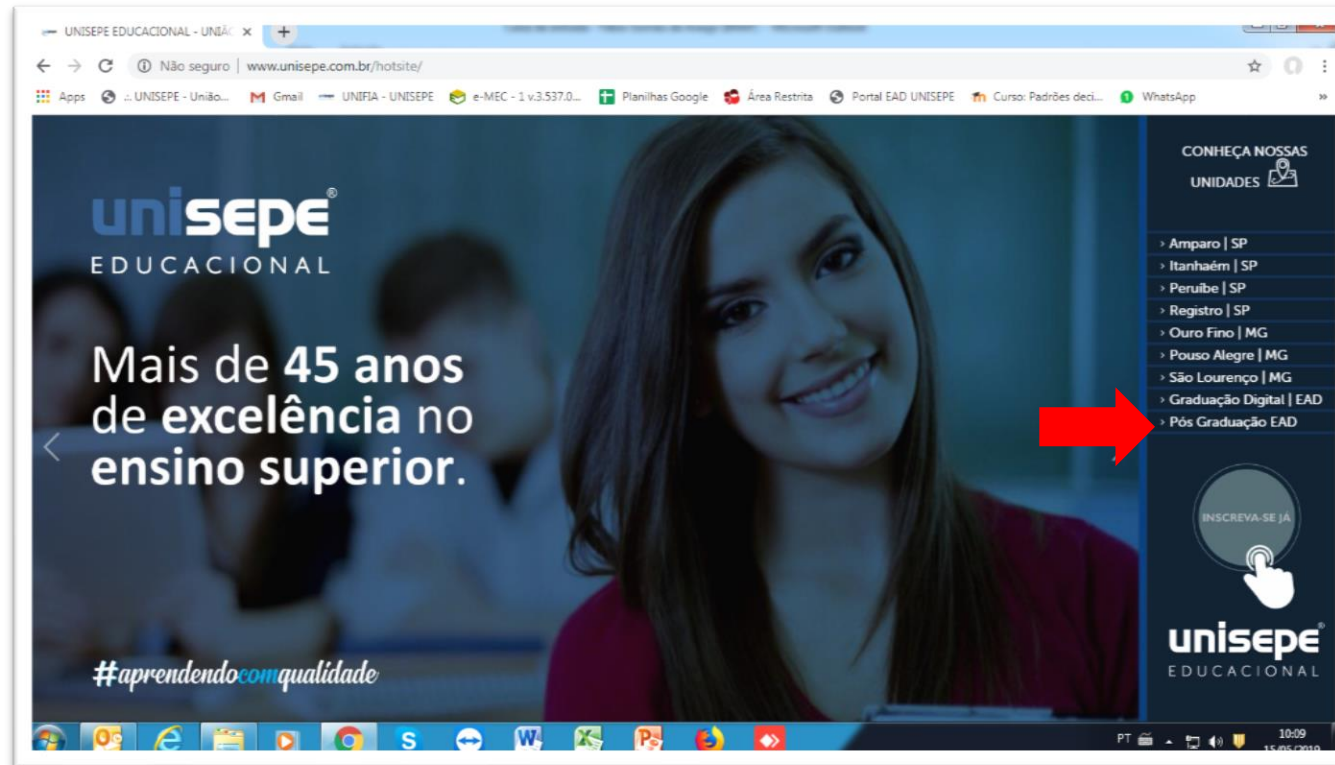 UNISEPE EDUCACIONAL - UNIÃ
Não seguro | www.unisepe.com.br/hotsite/
Apps .: UNISEPE - União... Gmail UNIFIA - UNISEPE e-MEC - 1 v.3.537.0... Planilhas Google Área Restrita Portal EAD UNISEPE Curso: Padrões deci... WhatsApp »
unisepe®
EDUCACIONAL
Mais de 45 anos
de excelência no
ensino superior.
#aprendendocomqualidade
CONHEÇA NOSSAS
UNIDADES
› Amparo | SP
› Itanhaém | SP
› Peruíbe | SP
› Registro | SP
› Ouro Fino | MG
› Pouso Alegre | MG
› São Lourenço | MG
› Graduação Digital | EAD
› Pós Graduação EAD
INSCREVA-SE JÁ
unisepe®
EDUCACIONAL
PT 10:09
15/05/2019